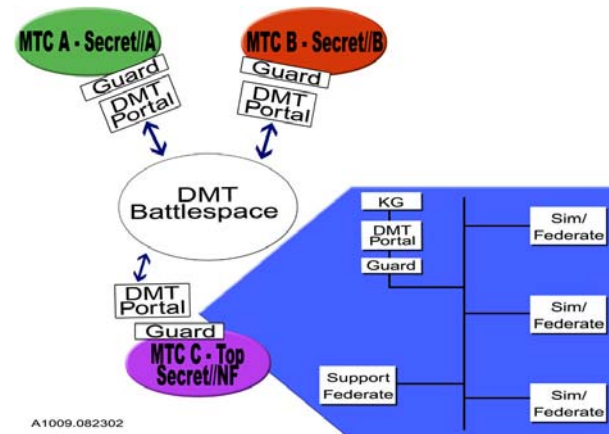 MTC A - Secret//A
Guard
DMT
Portal
MTC B - Secret//B
Guard
DMT
Portal
DMT
Battlespace
DMT
Portal
Guard
MTC C - Top
Secret//NF
KG
DMT
Portal
Guard
Sim/
Federate
Sim/
Federate
Support
Federate
Sim/
Federate
A1009.082302